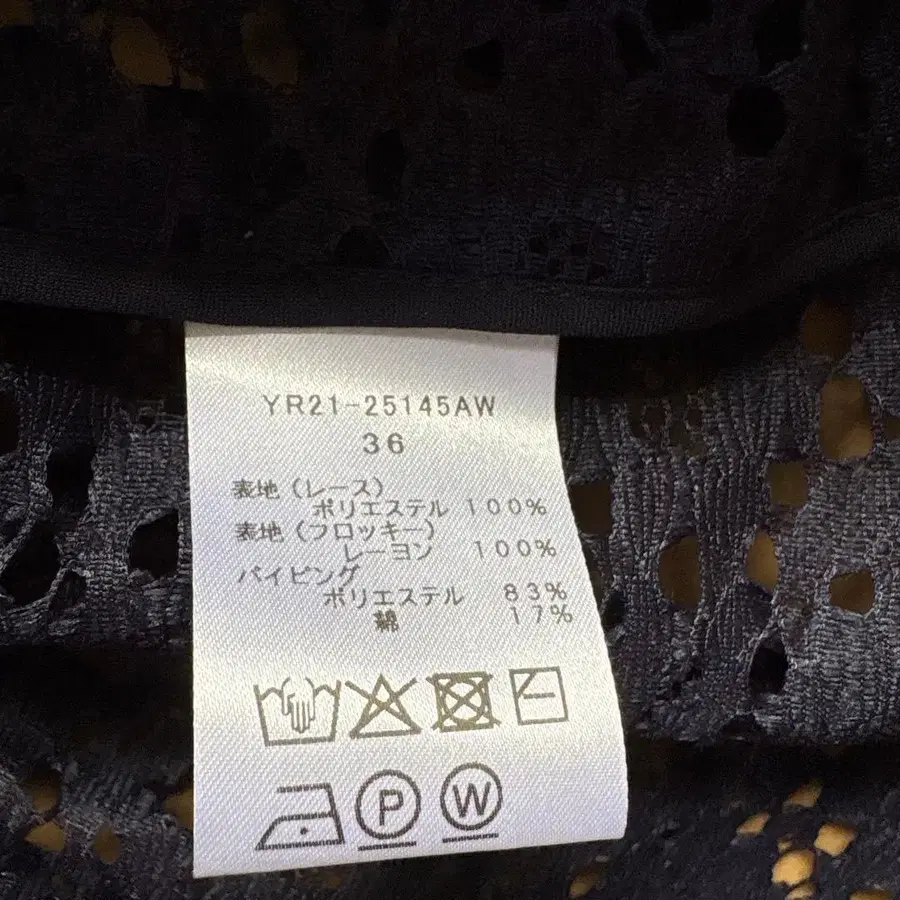 YR21-25145AW
36
表地(レース)
ポリエステル 100%
表地(フロッキー)
レーヨン 100%
パイピング
ポリエステル 83%
綿 17%
P W